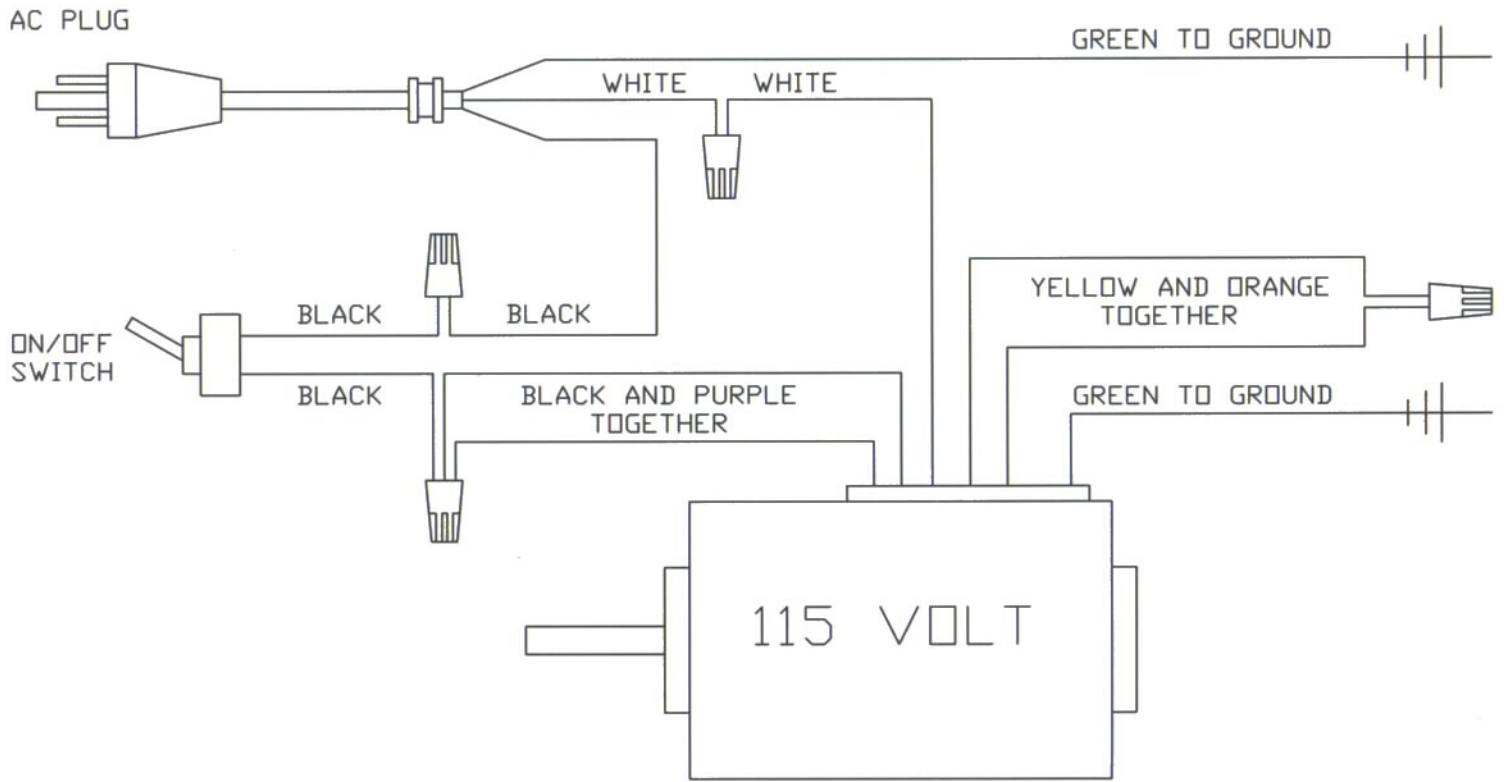 AC PLUG
GREEN TO GROUND
WHITE
WHITE
BLACK
BLACK
YELLOW AND ORANGE
TOGETHER
ON/OFF
SWITCH
BLACK
BLACK AND PURPLE
TOGETHER
GREEN TO GROUND
115 VOLT